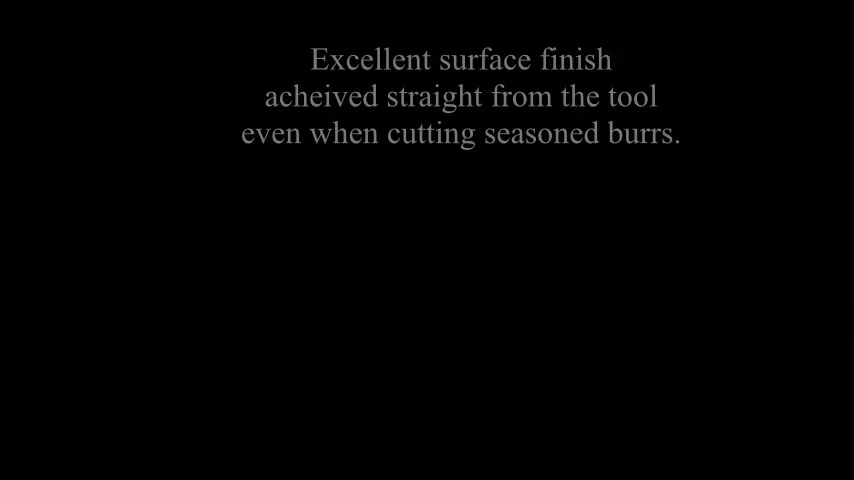 Excellent surface finish
acheived straight from the tool
even when cutting seasoned burrs.